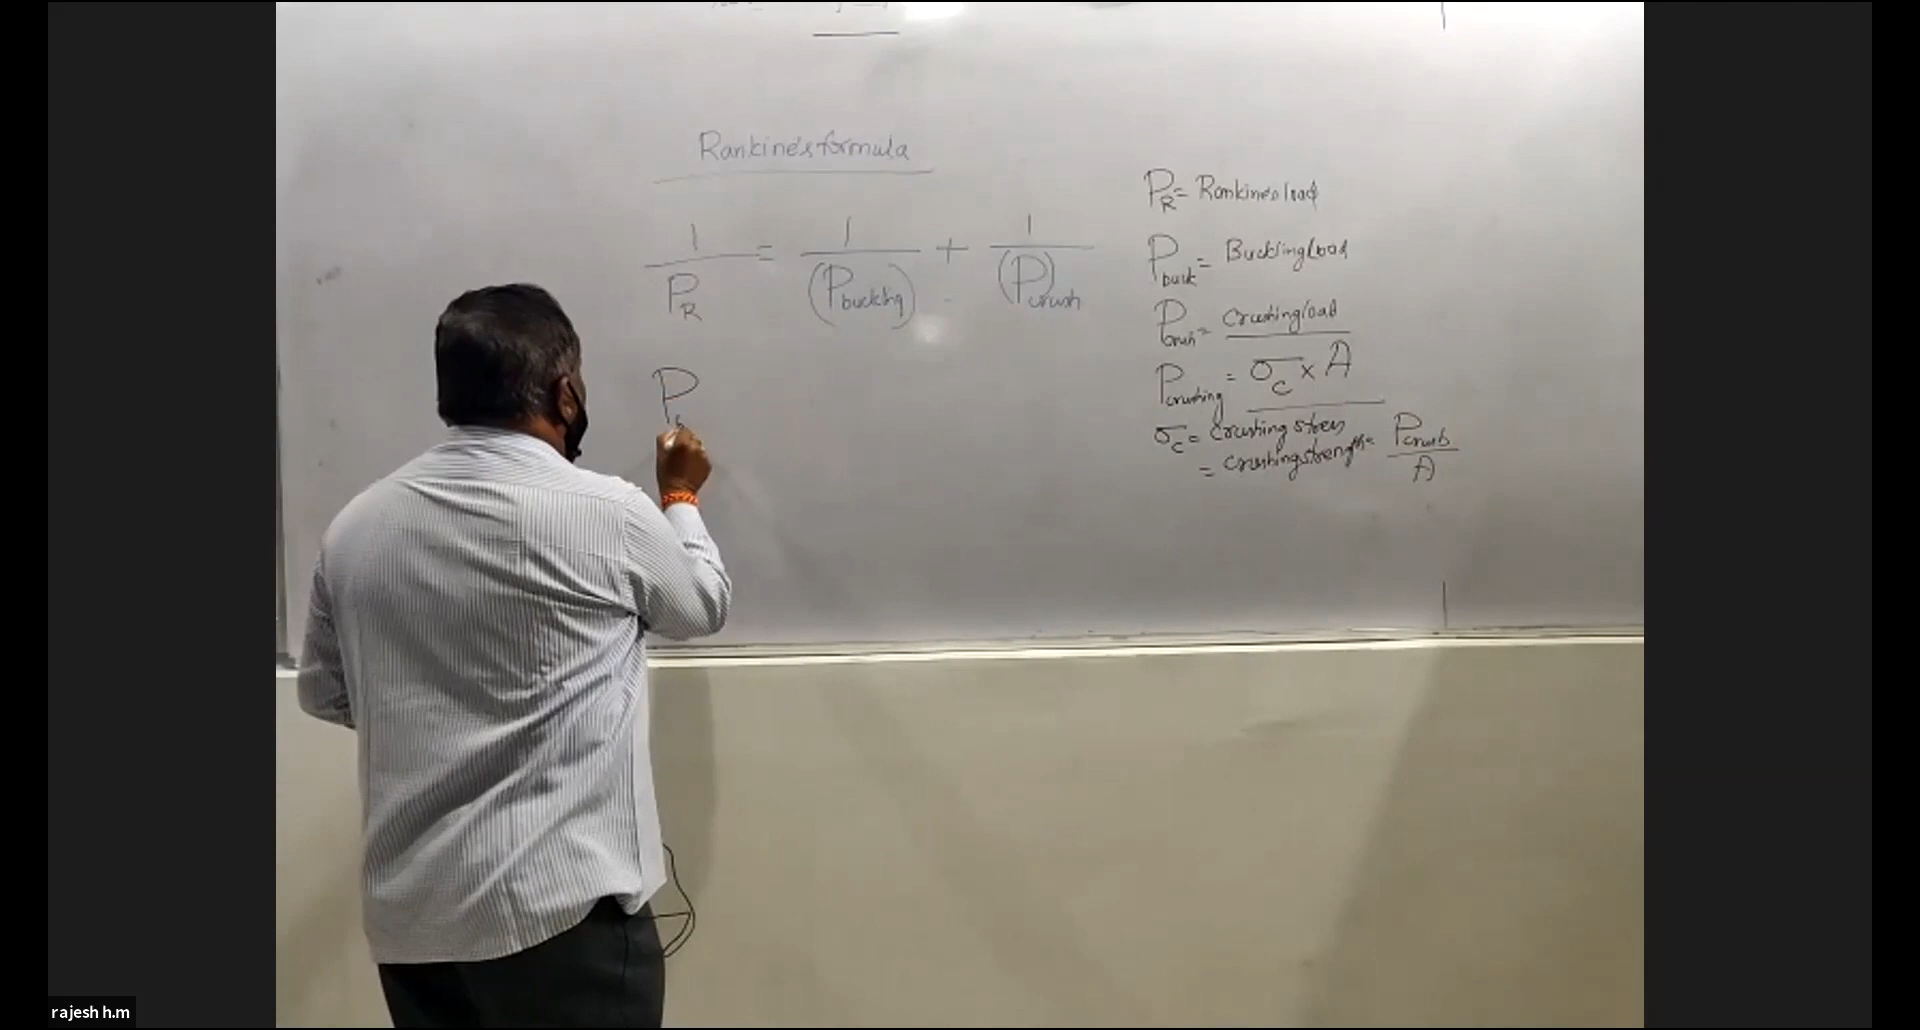 Rankine's formula
1/P_R = 1/(P_buckling) + 1/(P)_crush
P_b
P_R = Rankine's load
P_buck = Buckling load
P_crush = Crushing load
P_crushing = σ_c × A
σ_c = Crushing stress
= Crushing strength = P_crush/A
rajesh h.m